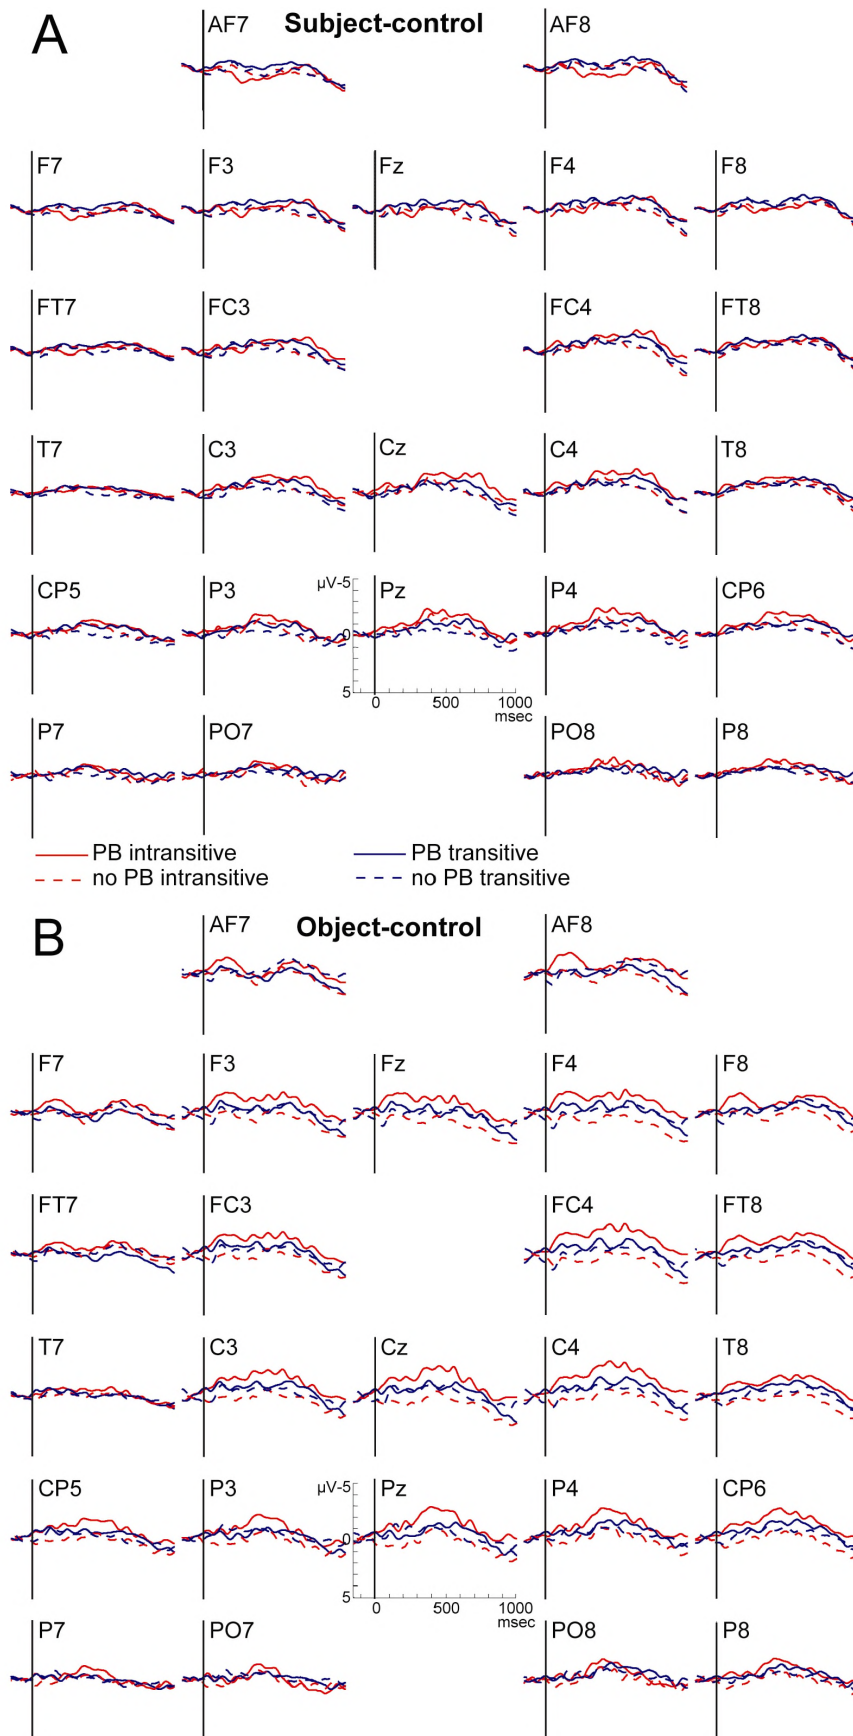 A Subject-control
AF7 AF8
F7 F3 Fz F4 F8
FT7 FC3 FC4 FT8
T7 C3 Cz C4 T8
CP5 P3 µV-5 Pz P4 CP6
0
5
0 500 1000
msec
P7 PO7 PO8 P8
PB intransitive PB transitive
no PB intransitive no PB transitive
B Object-control
AF7 AF8
F7 F3 Fz F4 F8
FT7 FC3 FC4 FT8
T7 C3 Cz C4 T8
CP5 P3 µV-5 Pz P4 CP6
0
5
0 500 1000
msec
P7 PO7 PO8 P8